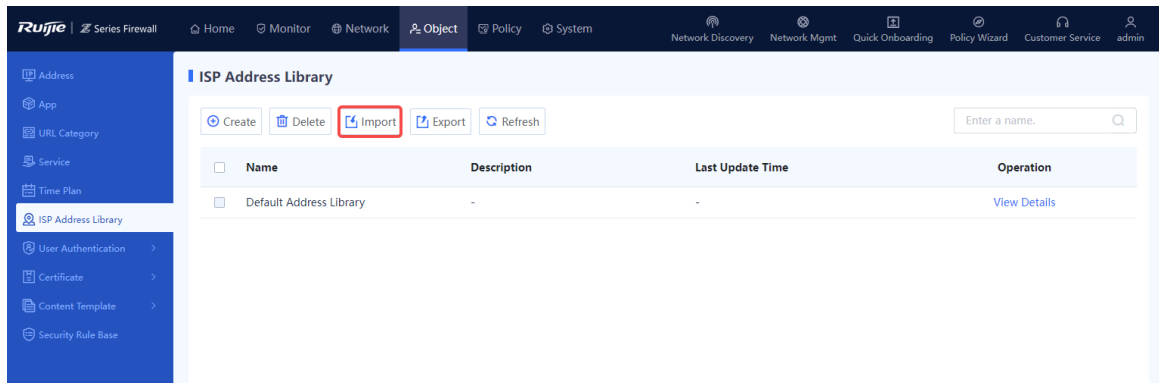 Ruijie | Z Series Firewall Home Monitor Network Object Policy System Network Discovery Network Mgmt Quick Onboarding Policy Wizard Customer Service admin
Address
App
URL Category
Service
Time Plan
ISP Address Library
User Authentication
Certificate
Content Template
Security Rule Base
ISP Address Library
Create Delete Import Export Refresh Enter a name.
Name Description Last Update Time Operation
Default Address Library - - View Details